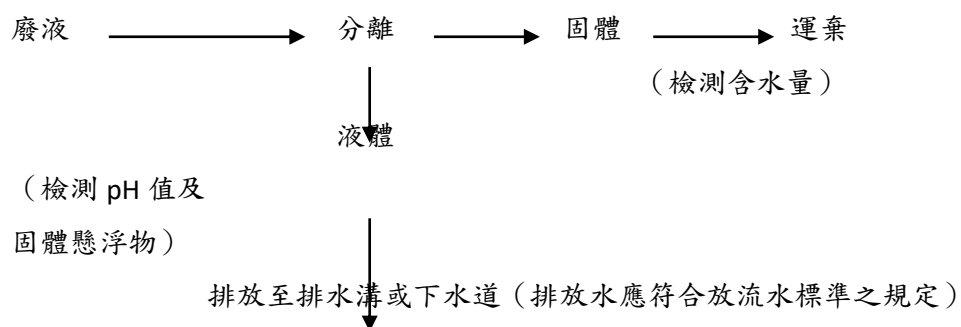 廢液 分離 固體 運棄
（檢測含水量）
液體
（檢測 pH 值及
固體懸浮物）
排放至排水溝或下水道（排放水應符合放流水標準之規定）